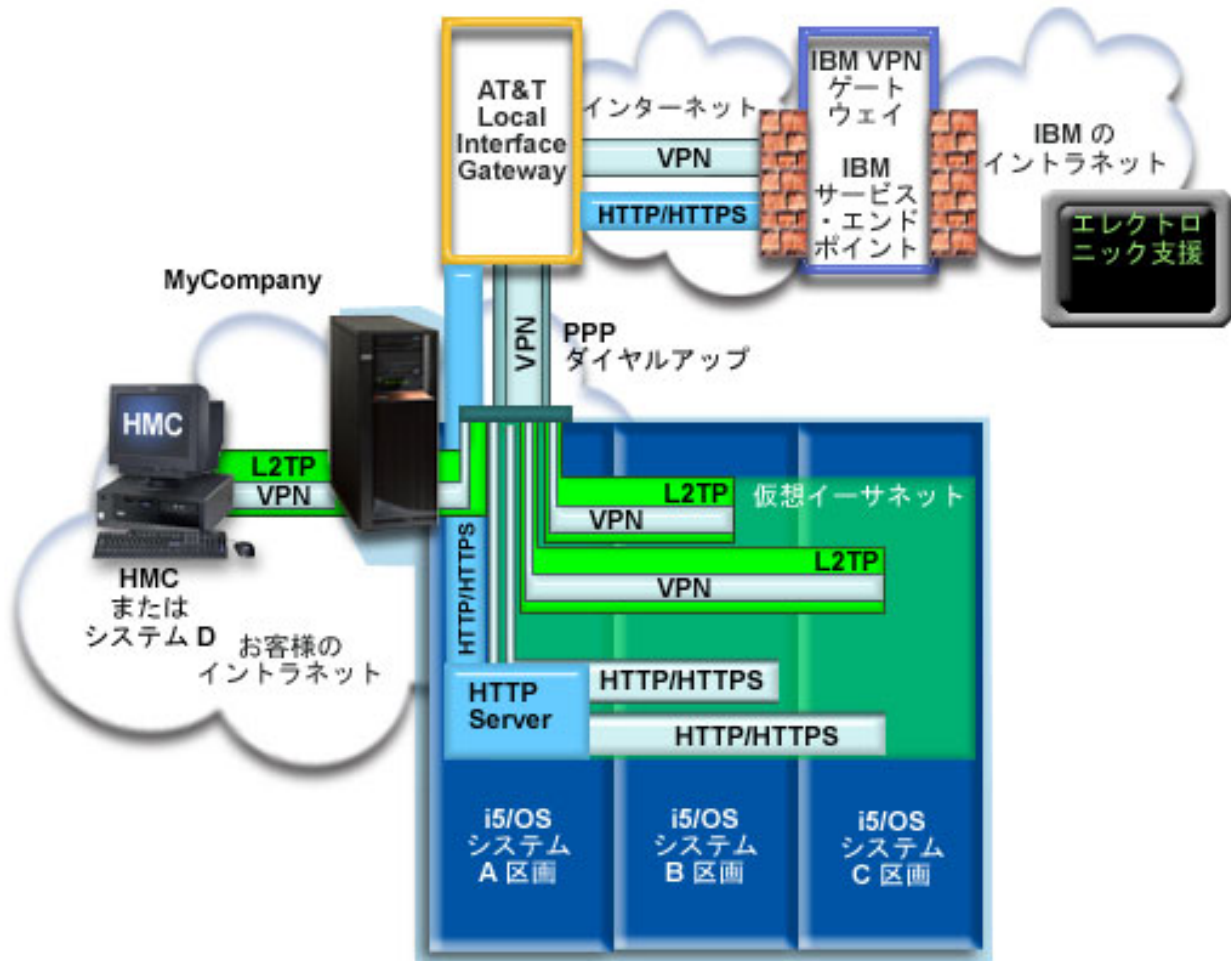 AT&T
Local
Interface
Gateway
インターネット
VPN
HTTP/HTTPS
IBM VPN
ゲート
ウェイ
IBM
サービス
・エンド
ポイント
IBM の
イントラネット
エレクトロ
ニック支援
MyCompany
VPN
PPP
ダイヤルアップ
HMC
L2TP
VPN
HMC
または
システム D
お客様の
イントラネット
HTTP/HTTPS
L2TP
VPN
仮想イーサネット
L2TP
VPN
HTTP
Server
HTTP/HTTPS
HTTP/HTTPS
i5/OS
システム
A 区画
i5/OS
システム
B 区画
i5/OS
システム
C 区画